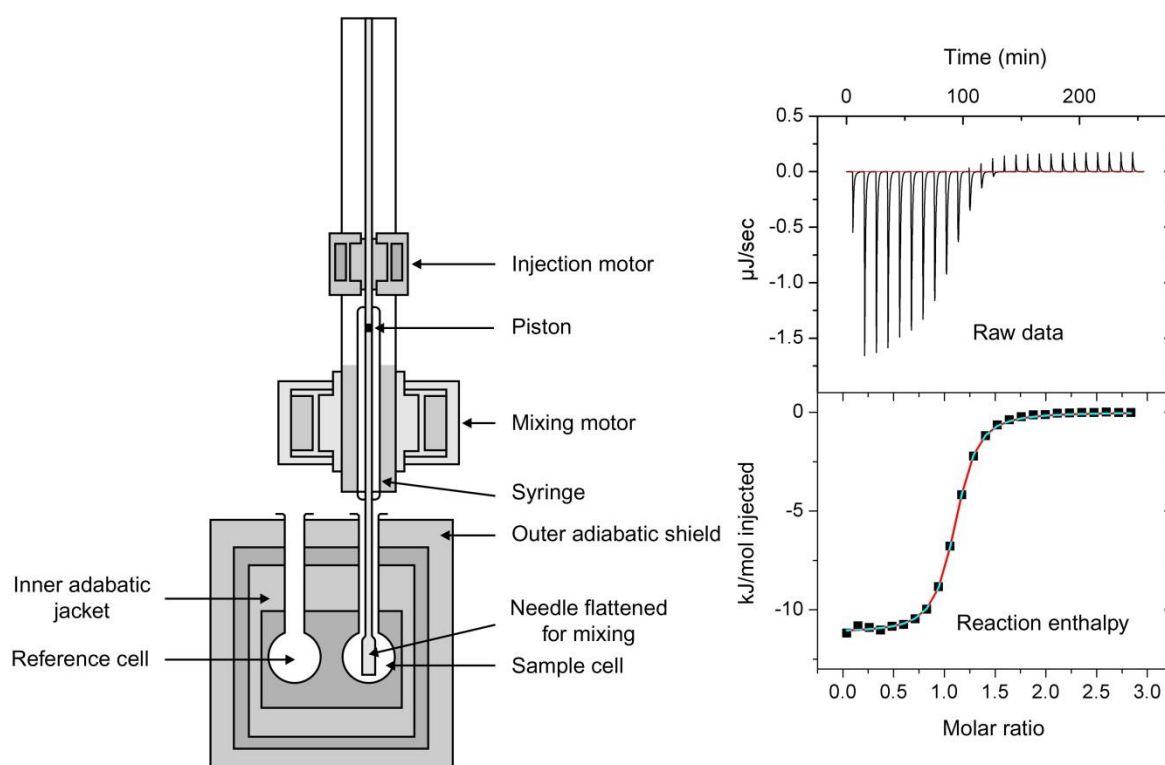 Injection motor
Piston
Mixing motor
Syringe
Outer adiabatic shield
Inner adabatic
jacket
Needle flattened
for mixing
Reference cell
Sample cell
Time (min)
0 100 200
0.5
0.0
-0.5
-1.0
-1.5
µJ/sec
Raw data
0
-5
-10
kJ/mol injected
Reaction enthalpy
0.0 0.5 1.0 1.5 2.0 2.5 3.0
Molar ratio